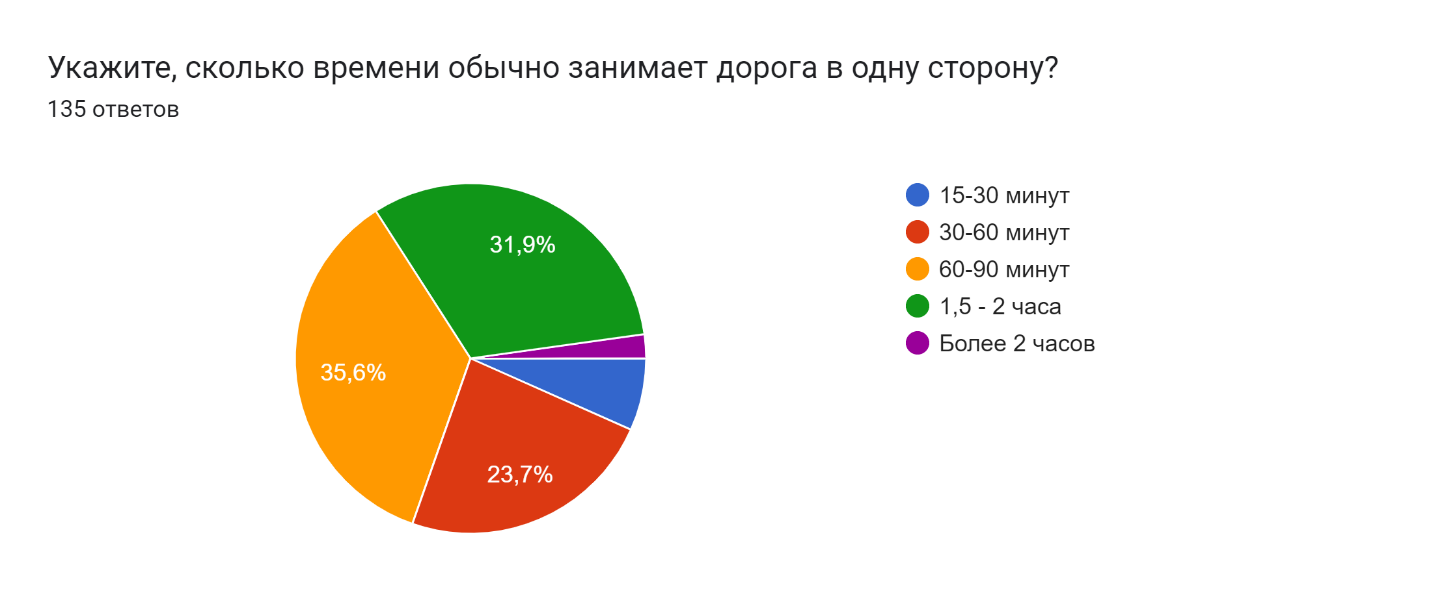 Укажите, сколько времени обычно занимает дорога в одну сторону?
135 ответов
31,9%
35,6%
23,7%
15-30 минут
30-60 минут
60-90 минут
1,5 - 2 часа
Более 2 часов